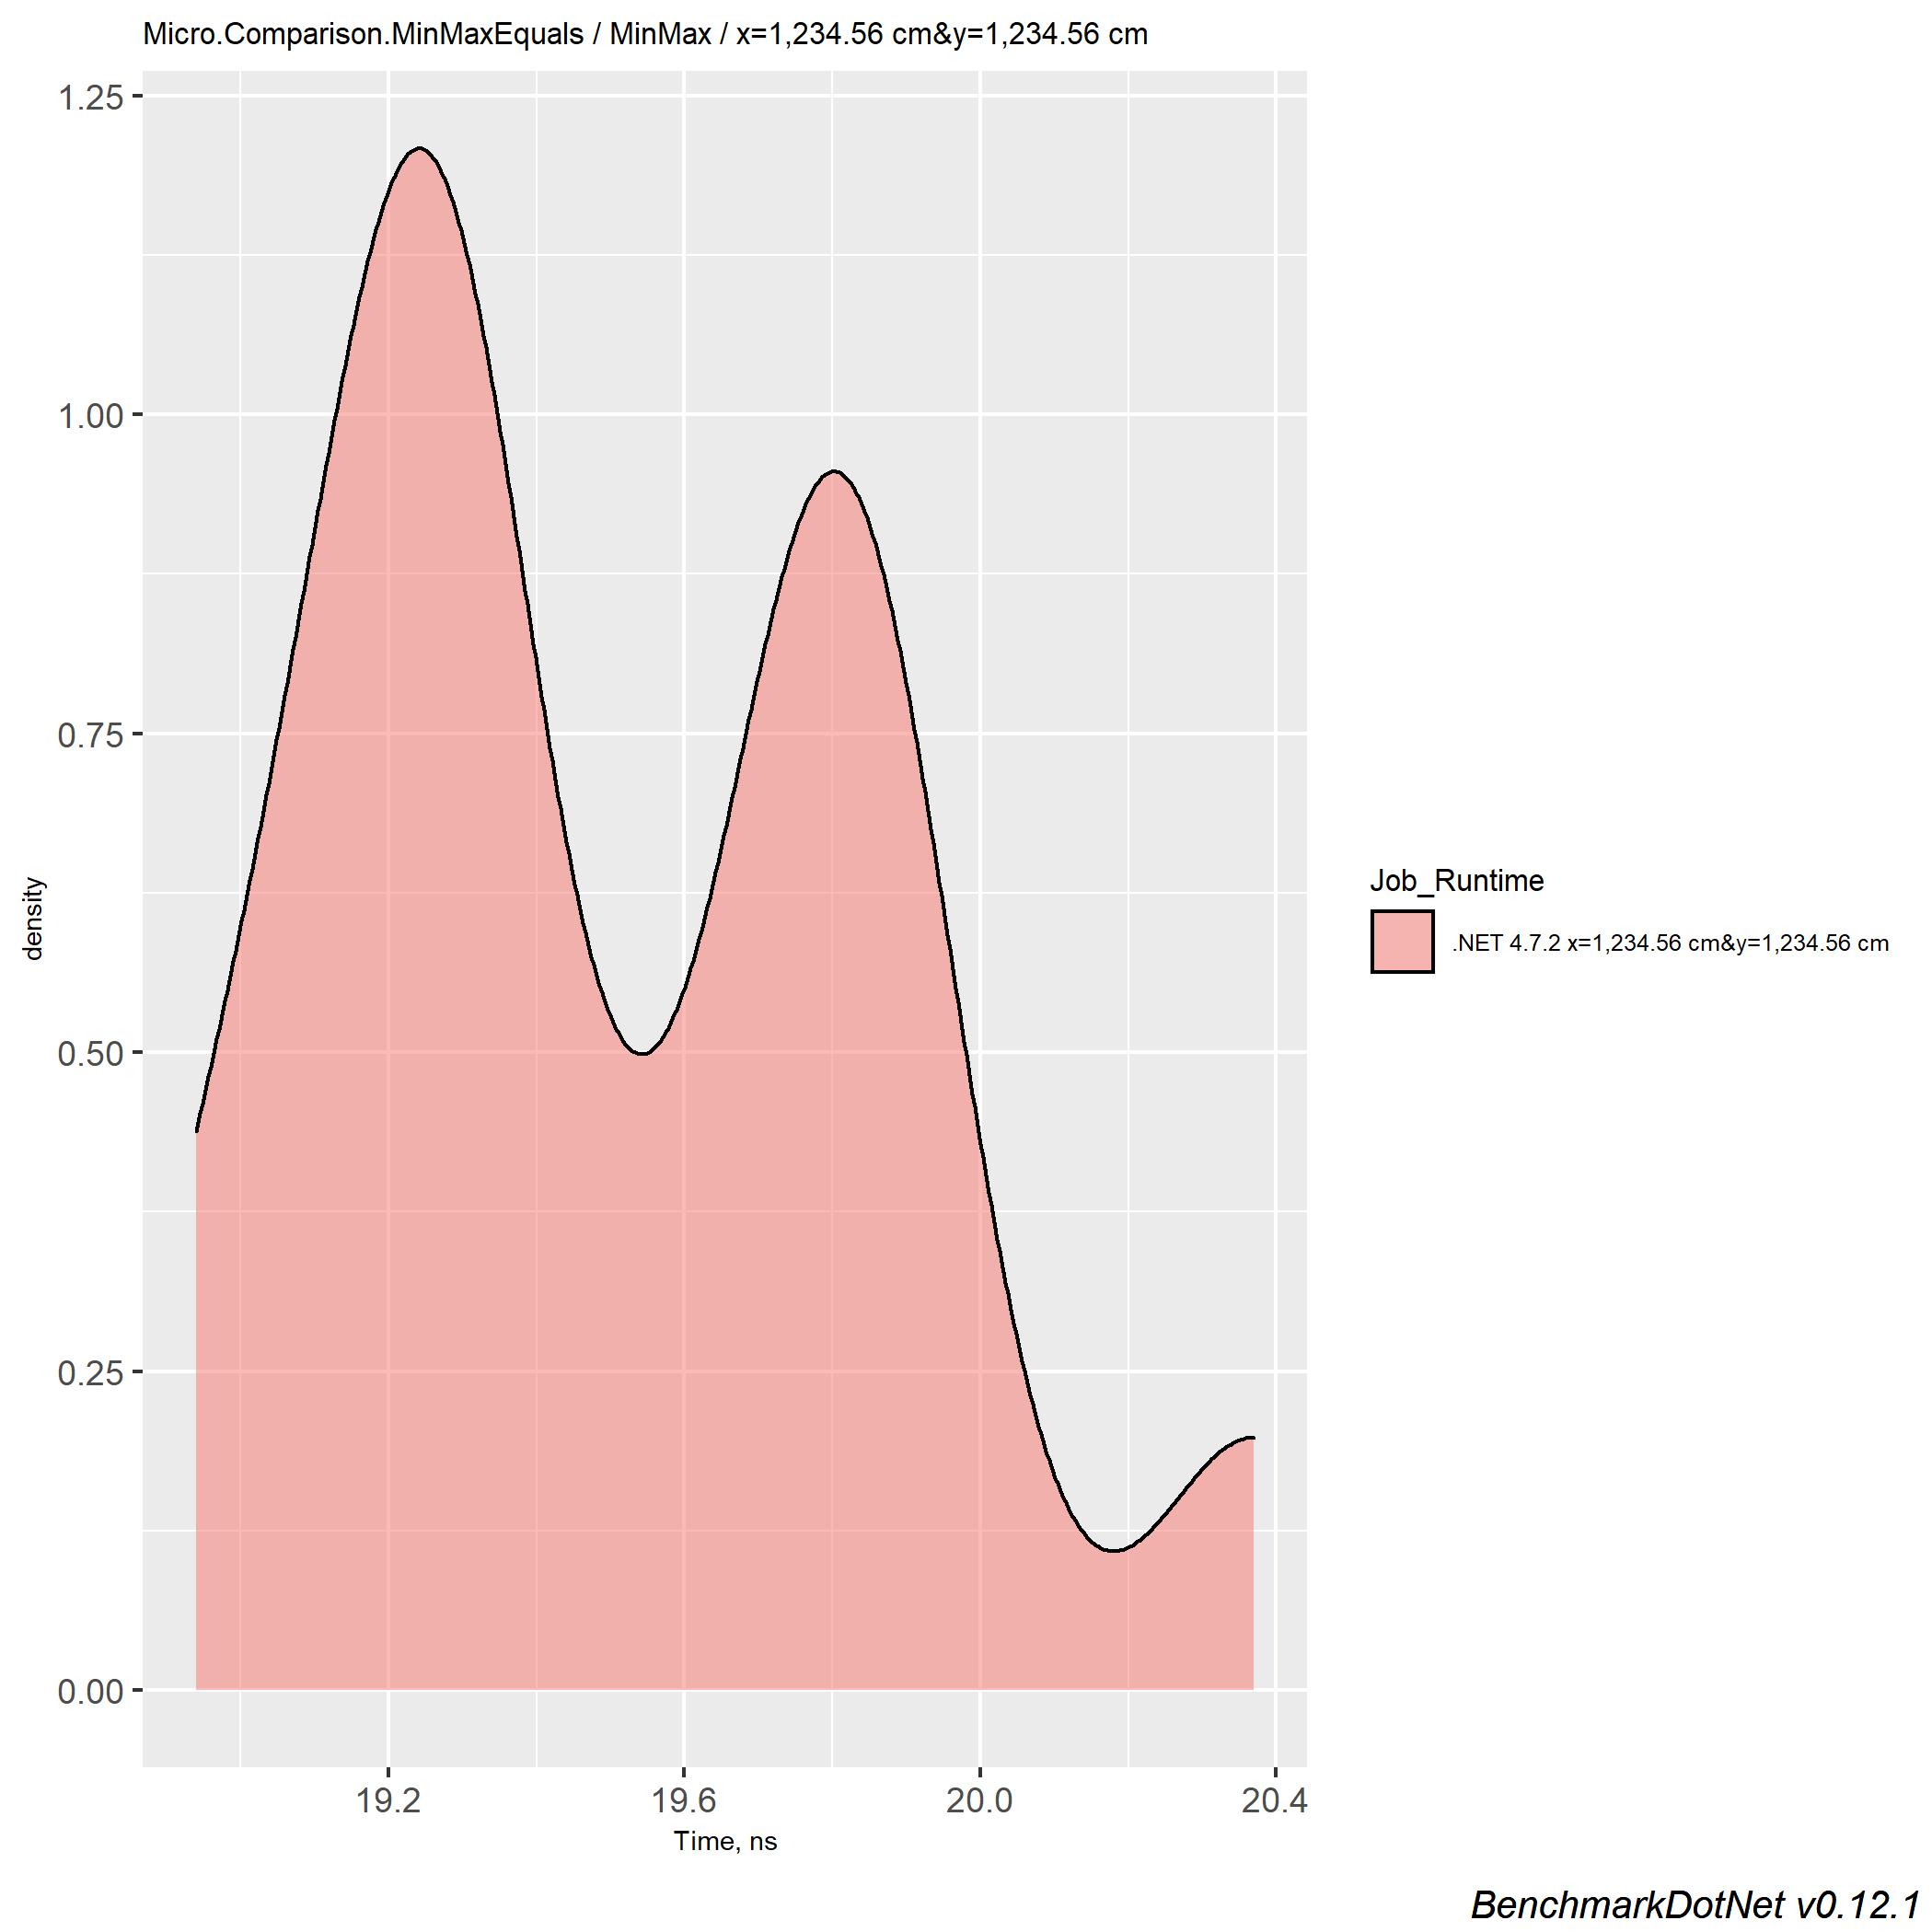 Micro.Comparison.MinMaxEquals / MinMax / x=1,234.56 cm&y=1,234.56 cm
1.25
1.00
0.75
0.50
0.25
0.00
density
19.2 19.6 20.0 20.4
Time, ns
Job_Runtime
.NET 4.7.2 x=1,234.56 cm&y=1,234.56 cm
BenchmarkDotNet v0.12.1